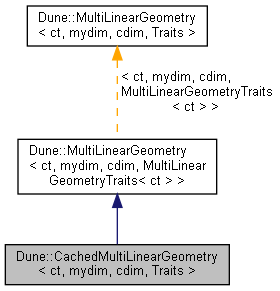 Dune::MultiLinearGeometry
< ct, mydim, cdim, Traits >
< ct, mydim, cdim,
MultiLinearGeometryTraits
< ct > >
Dune::MultiLinearGeometry
< ct, mydim, cdim, MultiLinear
GeometryTraits< ct > >
Dune::CachedMultiLinearGeometry
< ct, mydim, cdim, Traits >